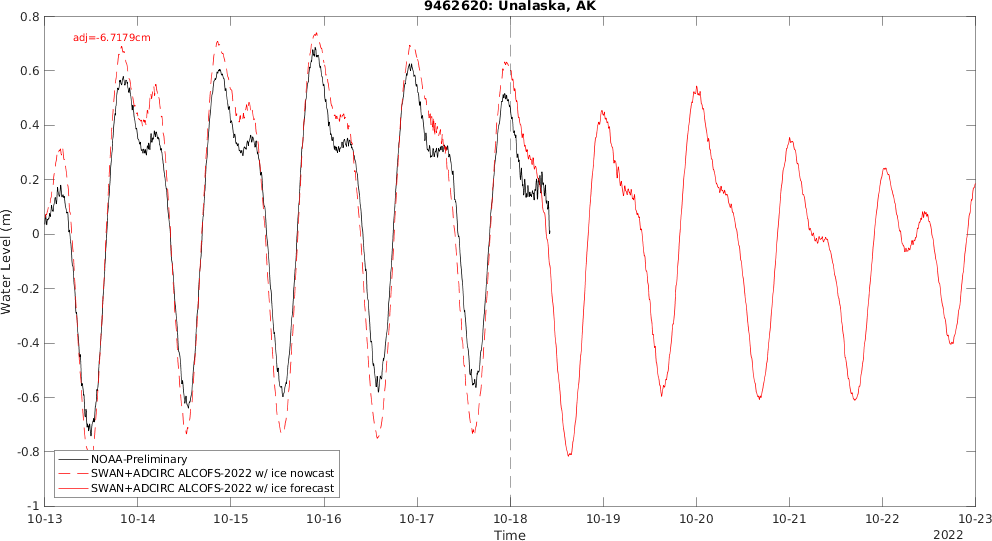 9462620: Unalaska, AK
adj=-6.7179cm
0.8
0.6
0.4
0.2
0
-0.2
-0.4
-0.6
-0.8
-1
Water Level (m)
NOAA-Preliminary
SWAN+ADCIRC ALCOFS-2022 w/ ice nowcast
SWAN+ADCIRC ALCOFS-2022 w/ ice forecast
10-13 10-14 10-15 10-16 10-17 10-18 10-19 10-20 10-21 10-22 10-23
Time
2022